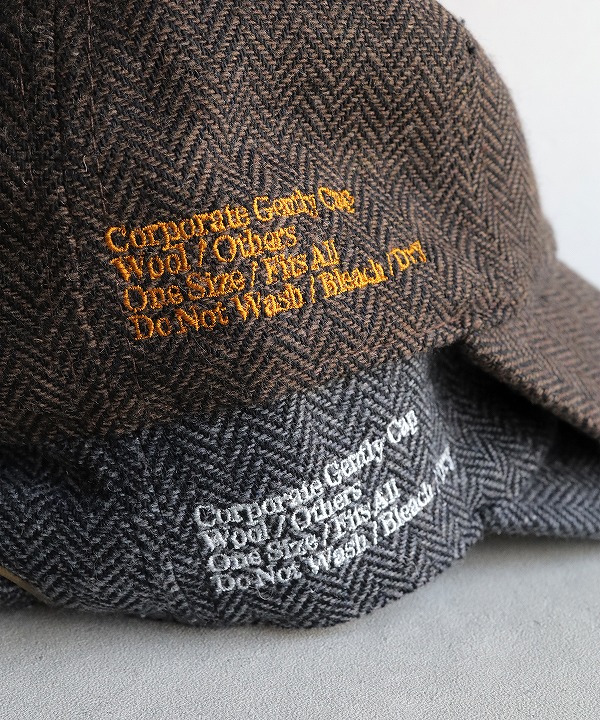 Corporate Gently Cap
Wool / Others
One Size / Fits All
Do Not Wash / Bleach / Dry
Corporate Gently Cap
Wool / Others
One Size / Fits All
Do Not Wash / Bleach / Dry